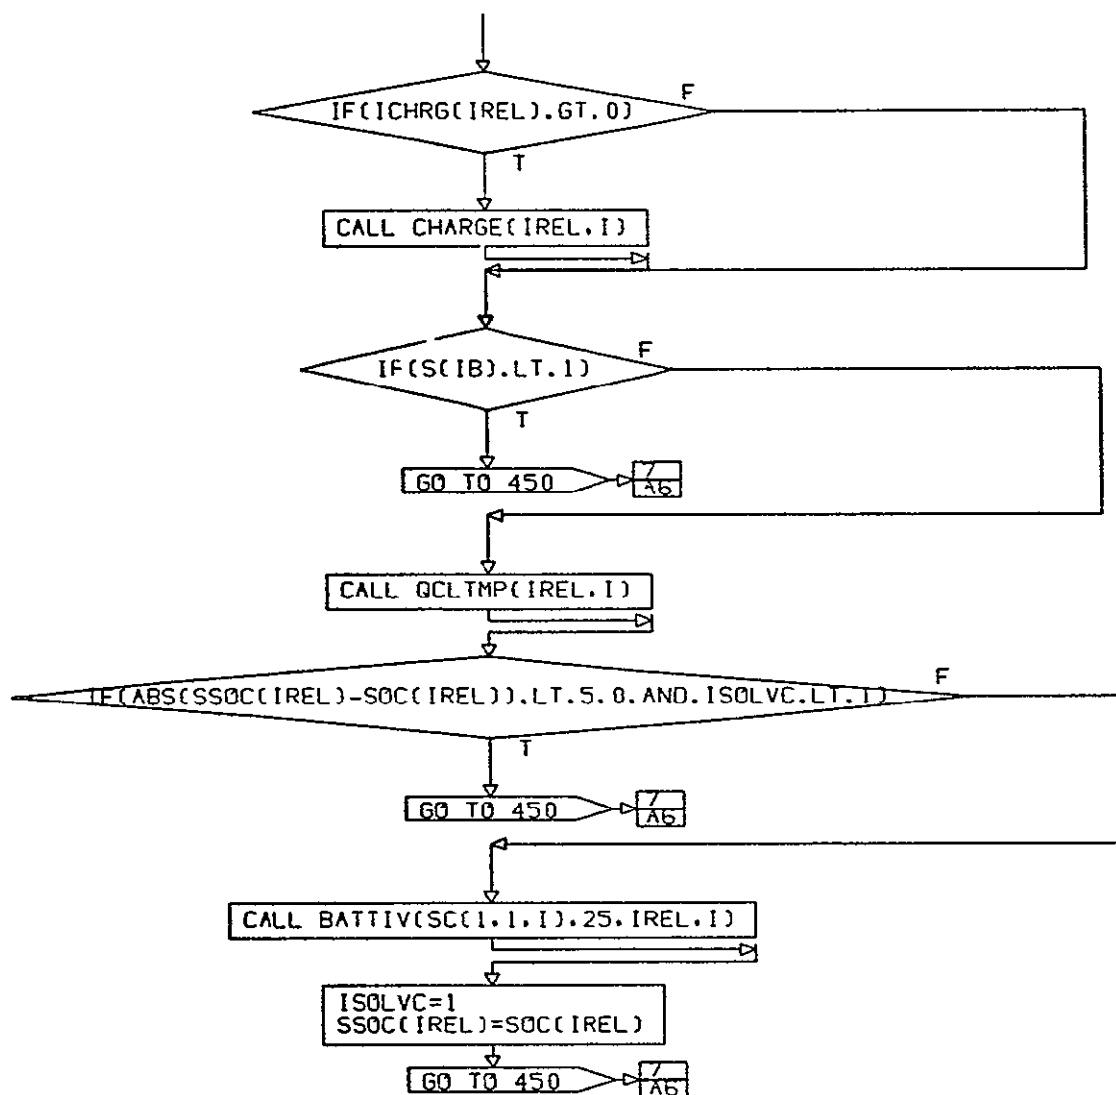 F
IF(ICHRG(IREL).GT.0)
T
CALL CHARGE(IREL,I)
F
IF(S(IB).LT.1)
T
GO TO 450
7
A6
CALL QCLTMP(IREL,I)
F
IF(ABS(SSOC(IREL)-SOC(IREL)).LT.5.0.AND.ISOLVC.LT.1)
T
GO TO 450
7
A6
CALL BATTIV(SC(1,1,I),25,IREL,I)
ISOLVC=1
SSOC(IREL)=SOC(IREL)
GO TO 450
7
A6